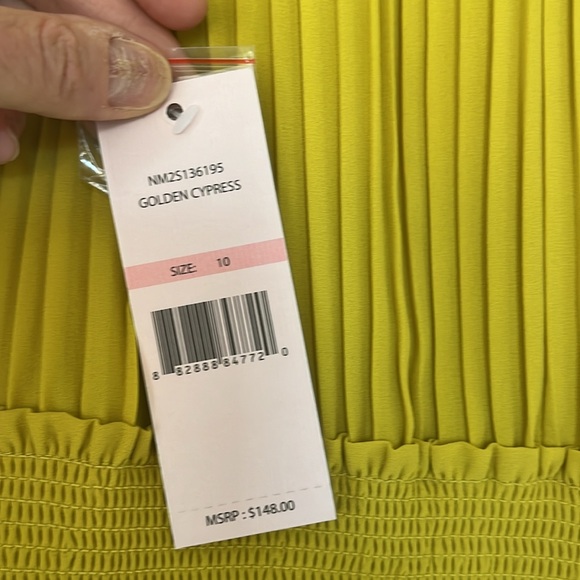 NM2S136195
GOLDEN CYPRESS
SIZE: 10
8 82888 84772 0
MSRP : $148.00